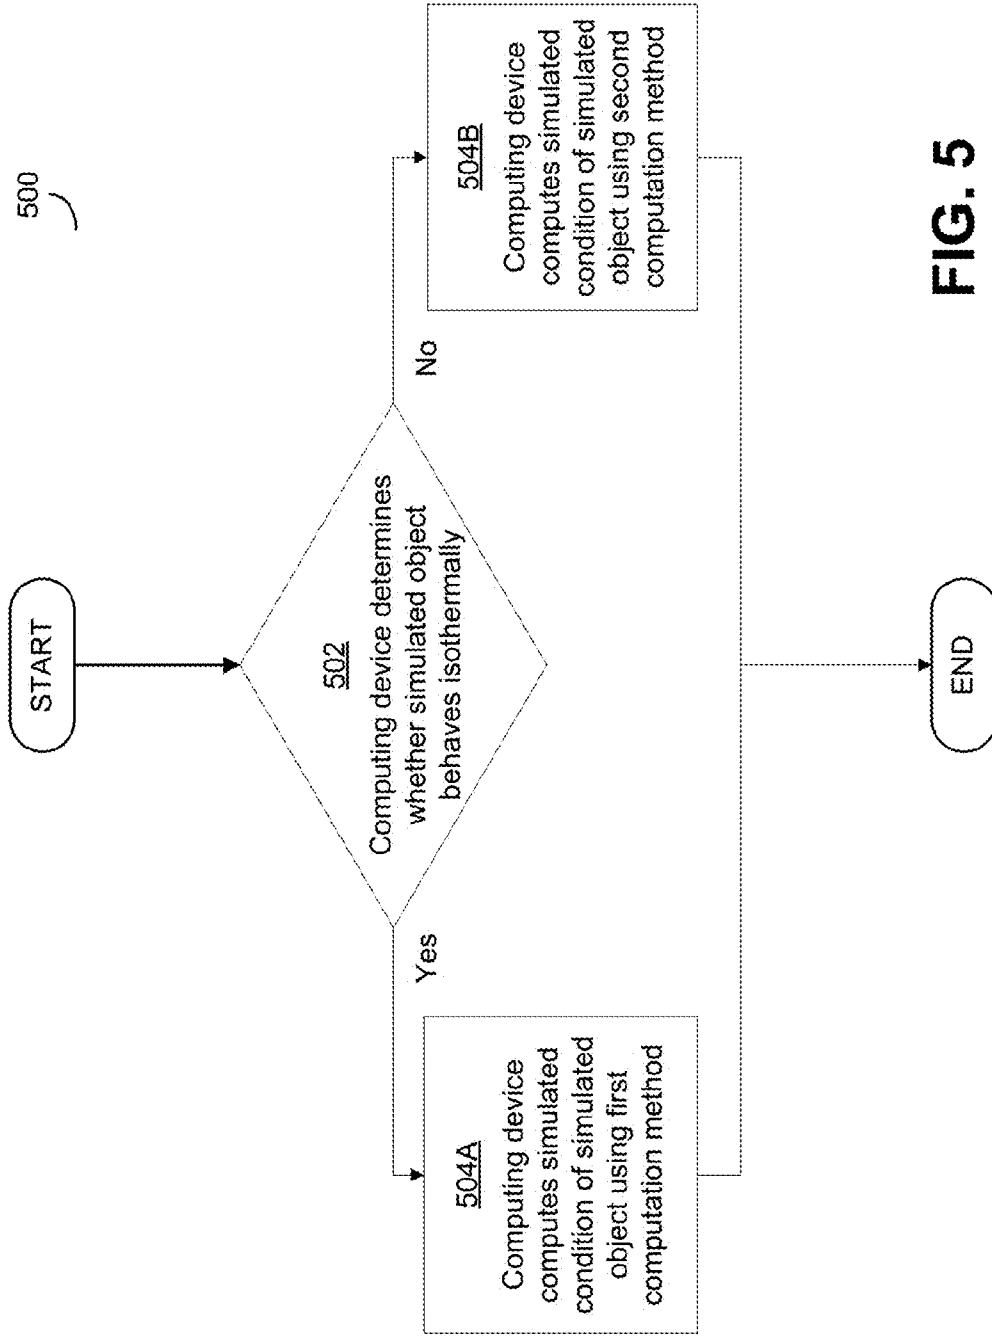 500
START
502
Computing device determines
whether simulated object
behaves isothermally
Yes
No
504A
Computing device
computes simulated
condition of simulated
object using first
computation method
504B
Computing device
computes simulated
condition of simulated
object using second
computation method
END
FIG. 5